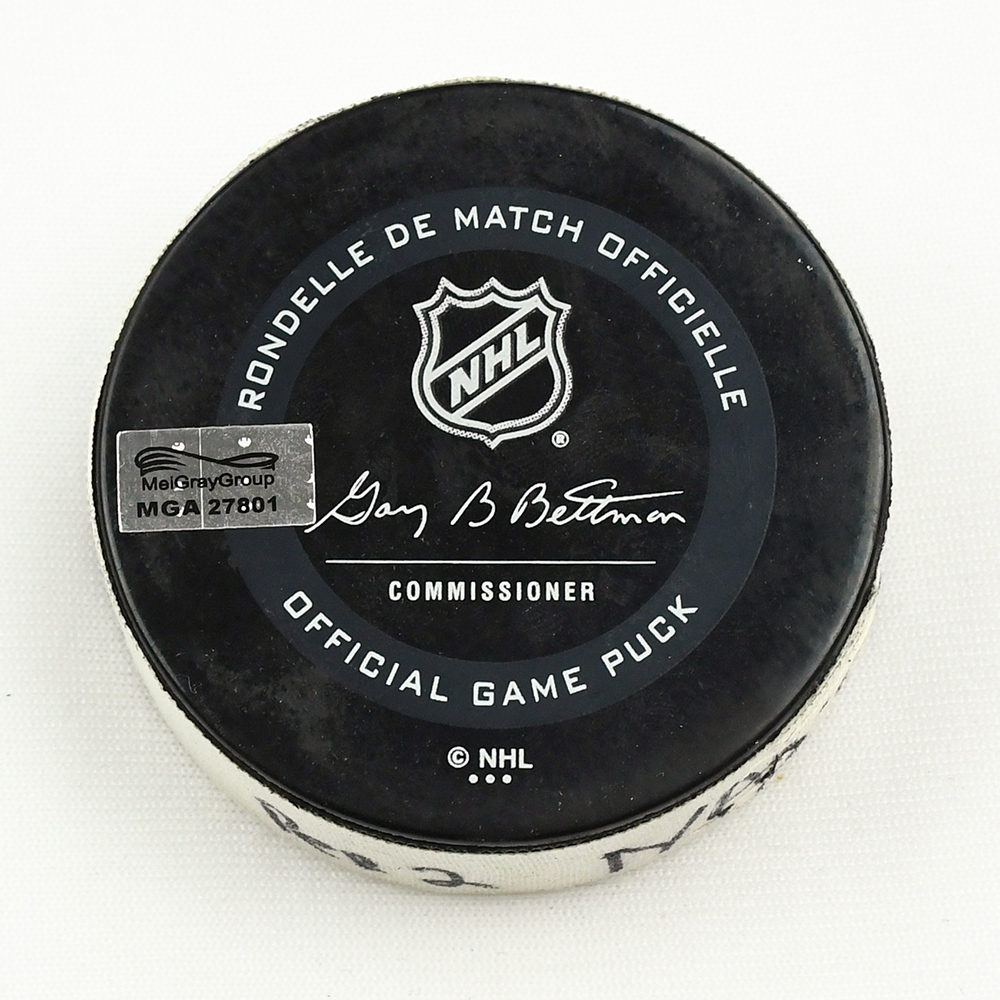 RONDELLE DE MATCH OFFICIELLE
NHL
®
MeiGrayGroup
MGA 27801
Gary B Bettman
COMMISSIONER
OFFICIAL GAME PUCK
© NHL